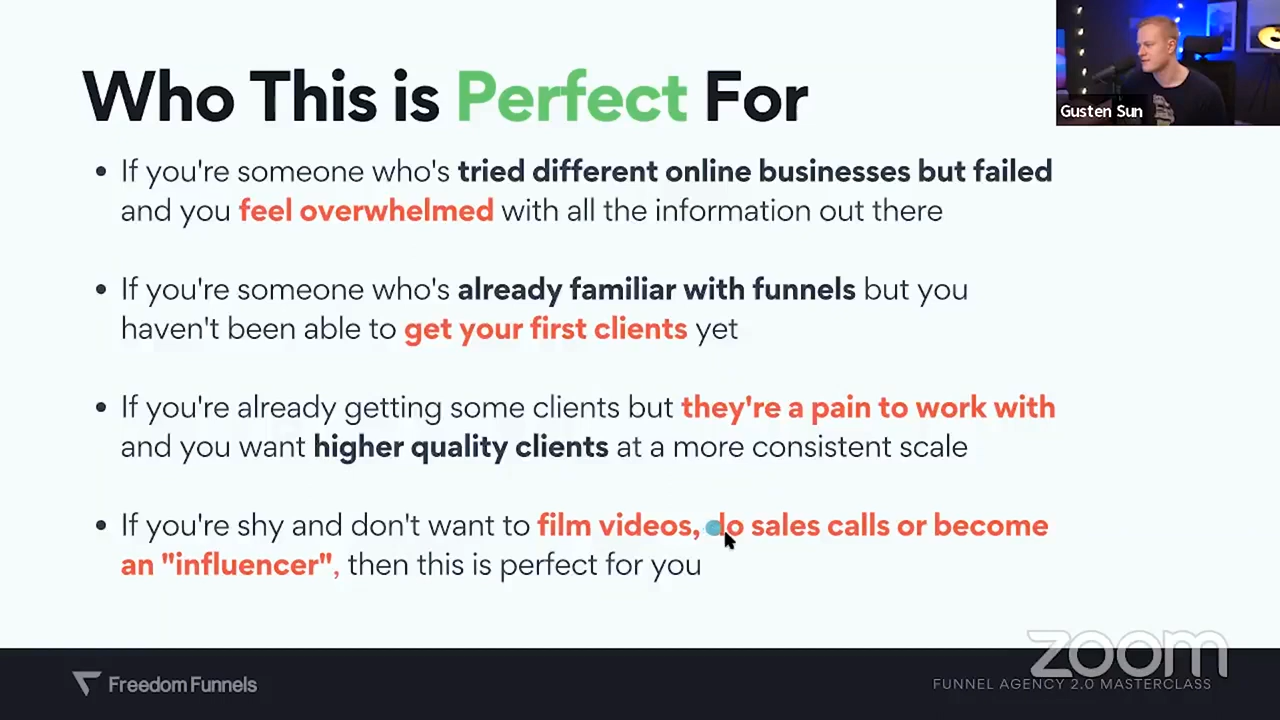 Who This is Perfect For
Gusten Sun
• If you're someone who's tried different online businesses but failed
and you feel overwhelmed with all the information out there
• If you're someone who's already familiar with funnels but you
haven't been able to get your first clients yet
• If you're already getting some clients but they're a pain to work with
and you want higher quality clients at a more consistent scale
• If you're shy and don't want to film videos, do sales calls or become
an "influencer", then this is perfect for you
zoom
Freedom Funnels
FUNNEL AGENCY 2.0 MASTERCLASS